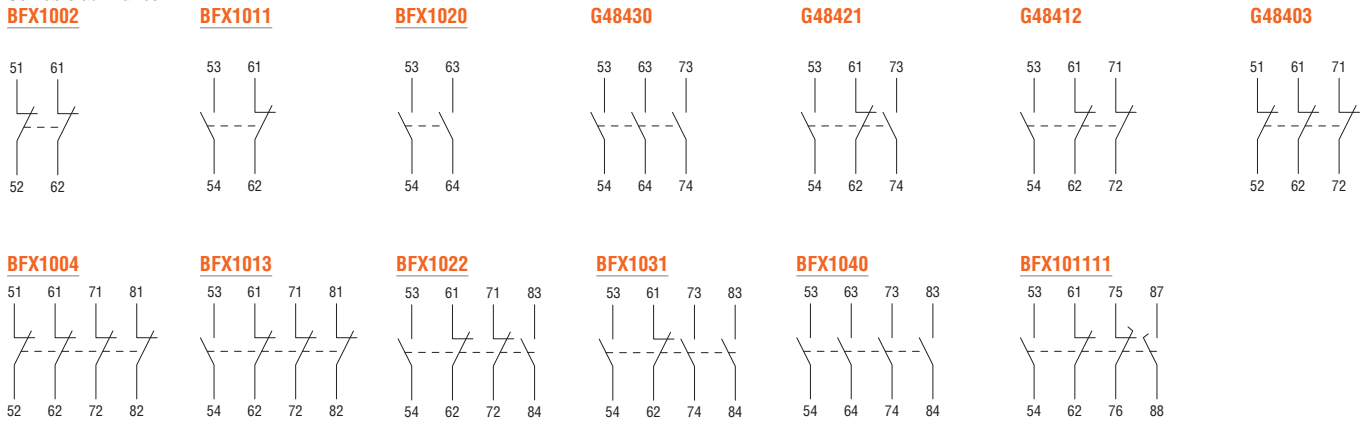 BFX1002 BFX1011 BFX1020 G48430 G48421 G48412 G48403
51 61 53 61 53 63 53 63 73 53 61 73 53 61 71 51 61 71
52 62 54 62 54 64 54 64 74 54 62 74 54 62 72 52 62 72
BFX1004 BFX1013 BFX1022 BFX1031 BFX1040 BFX101111
51 61 71 81 53 61 71 81 53 61 71 83 53 61 73 83 53 63 73 83 53 61 75 87
52 62 72 82 54 62 72 82 54 62 72 84 54 62 74 84 54 64 74 84 54 62 76 88